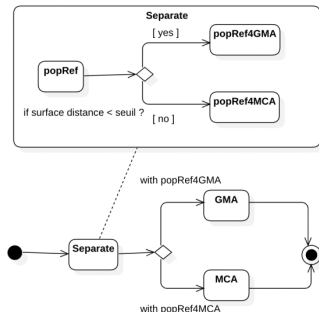 Separate
[ yes ]
popRef4GMA
popRef
if surface distance < seuil ?
[ no ]
popRef4MCA
with popRef4GMA
GMA
Separate
MCA
with popRef4MCA